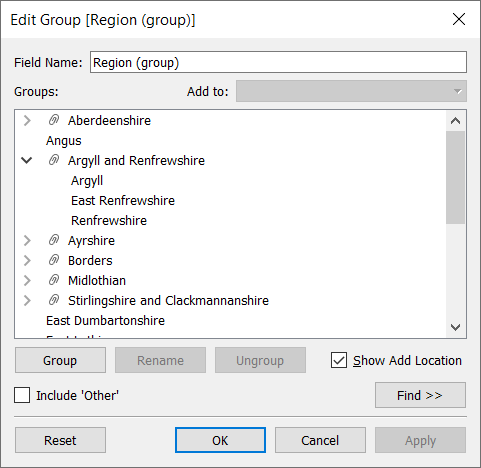 Edit Group [Region (group)]
Field Name: Region (group)
Groups: Add to:
Aberdeenshire
Angus
Argyll and Renfrewshire
Argyll
East Renfrewshire
Renfrewshire
Ayrshire
Borders
Midlothian
Stirlingshire and Clackmannanshire
East Dumbartonshire
Group Rename Ungroup Show Add Location
Include 'Other' Find >>
Reset OK Cancel Apply